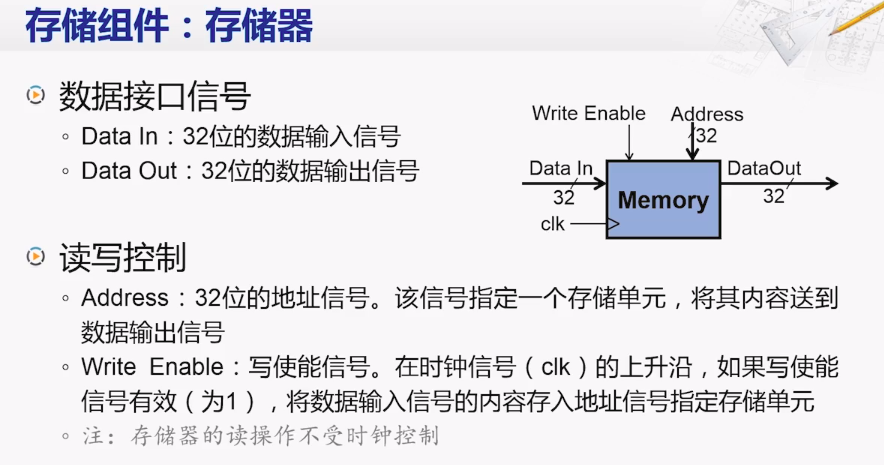 存储组件：存储器
数据接口信号
Data In：32位的数据输入信号
Data Out：32位的数据输出信号
Write Enable
Address
32
Data In
32
clk
Memory
DataOut
32
读写控制
Address：32位的地址信号。该信号指定一个存储单元，将其内容送到
数据输出信号
Write Enable：写使能信号。在时钟信号（clk）的上升沿，如果写使能
信号有效（为1），将数据输入信号的内容存入地址信号指定存储单元
注：存储器的读操作不受时钟控制